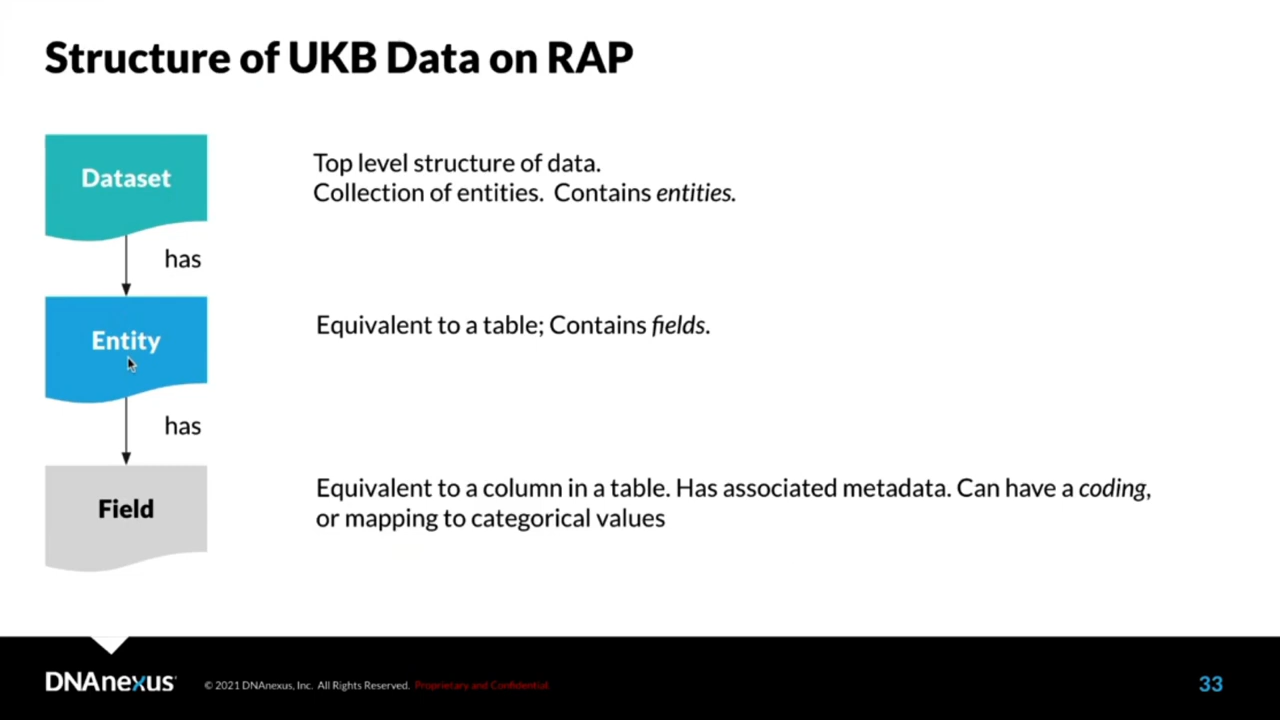 Structure of UKB Data on RAP
Dataset
Top level structure of data.
Collection of entities. Contains entities.
has
Entity
Equivalent to a table; Contains fields.
has
Field
Equivalent to a column in a table. Has associated metadata. Can have a coding,
or mapping to categorical values
DNAnexus
© 2021 DNAnexus, Inc. All Rights Reserved. Proprietary and Confidential.
33